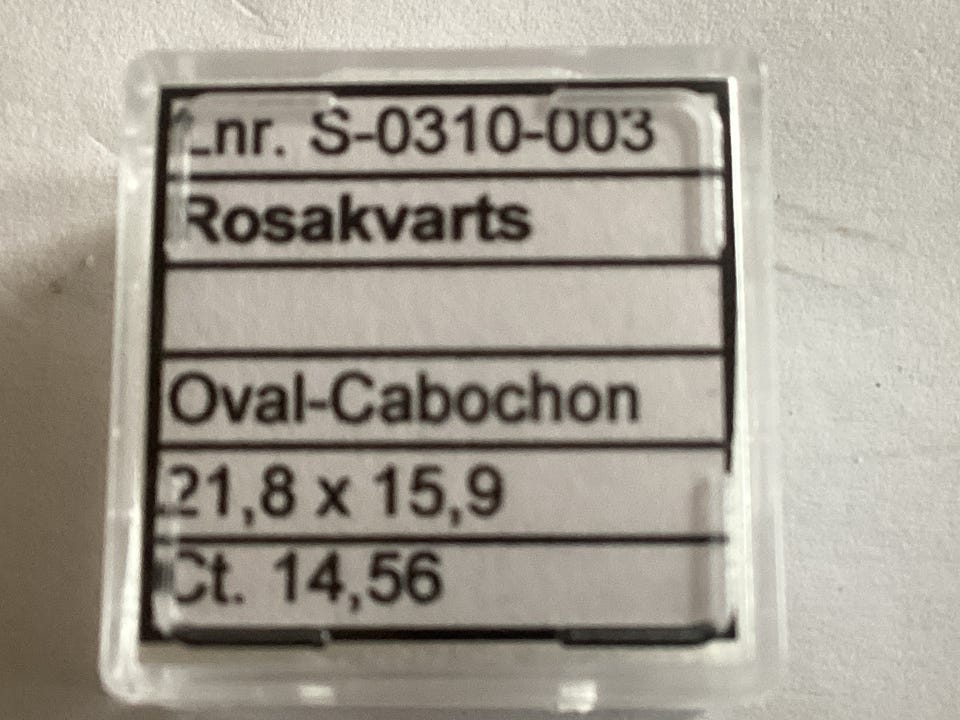 Lnr. S-0310-003
Rosakvarts
Oval-Cabochon
21,8 x 15,9
Ct. 14,56